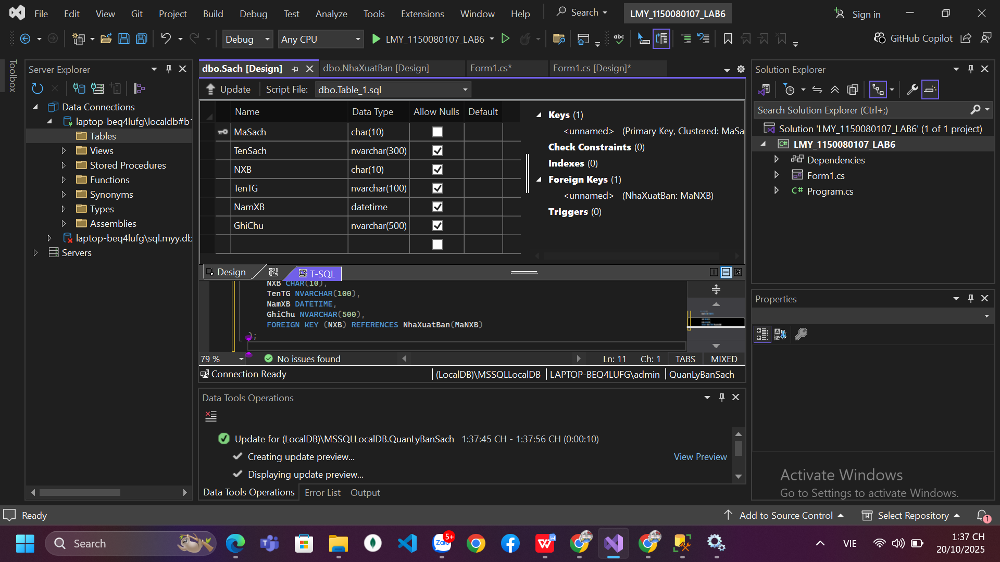 File Edit View Git Project Build Debug Test Analyze Tools Extensions Window Help Search LMY_1150080107_LAB6 Sign in
Debug Any CPU LMY_1150080107_LAB6 GitHub Copilot
Toolbox
Server Explorer
Data Connections
laptop-beq4lufg\localdb#b1
Tables
Views
Stored Procedures
Functions
Synonyms
Types
Assemblies
laptop-beq4lufg\sql.myy.db
Servers
dbo.Sach [Design] dbo.NhaXuatBan [Design] Form1.cs* Form1.cs [Design]*
Update Script File: dbo.Table_1.sql
Name Data Type Allow Nulls Default
MaSach char(10)
TenSach nvarchar(300)
NXB char(10)
TenTG nvarchar(100)
NamXB datetime
GhiChu nvarchar(500)
Keys (1)
<unnamed> (Primary Key, Clustered: MaSa
Check Constraints (0)
Indexes (0)
Foreign Keys (1)
<unnamed> (NhaXuatBan: MaNXB)
Triggers (0)
Design T-SQL
NXB CHAR(10),
TenTG NVARCHAR(100),
NamXB DATETIME,
GhiChu NVARCHAR(500),
FOREIGN KEY (NXB) REFERENCES NhaXuatBan(MaNXB)
);
79 % No issues found Ln: 11 Ch: 1 TABS MIXED
Connection Ready (LocalDB)\MSSQLLocalDB LAPTOP-BEQ4LUFG\admin QuanLyBanSach
Data Tools Operations
Update for (LocalDB)\MSSQLLocalDB.QuanLyBanSach 1:37:45 CH - 1:37:56 CH (0:00:10)
Creating update preview... View Preview
Displaying update preview...
Data Tools Operations Error List Output
Solution Explorer
Search Solution Explorer (Ctrl+;)
Solution 'LMY_1150080107_LAB6' (1 of 1 project)
C# LMY_1150080107_LAB6
Dependencies
Form1.cs
C# Program.cs
Properties
Activate Windows
Go to Settings to activate Windows.
Ready Add to Source Control Select Repository 1
Search Zalo 5+ VIE 1:37 CH
20/10/2025